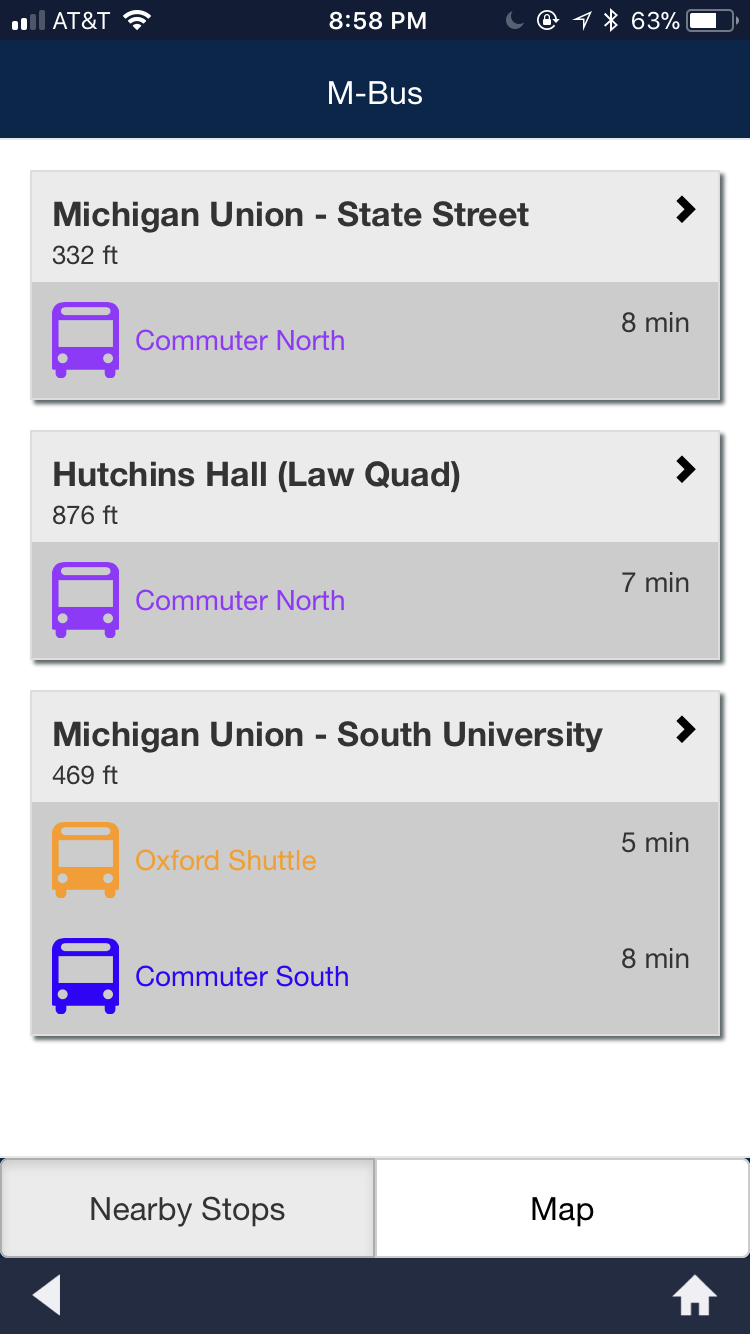 AT&T 8:58 PM 63%
M-Bus
Michigan Union - State Street
332 ft
Commuter North 8 min
Hutchins Hall (Law Quad)
876 ft
Commuter North 7 min
Michigan Union - South University
469 ft
Oxford Shuttle 5 min
Commuter South 8 min
Nearby Stops Map